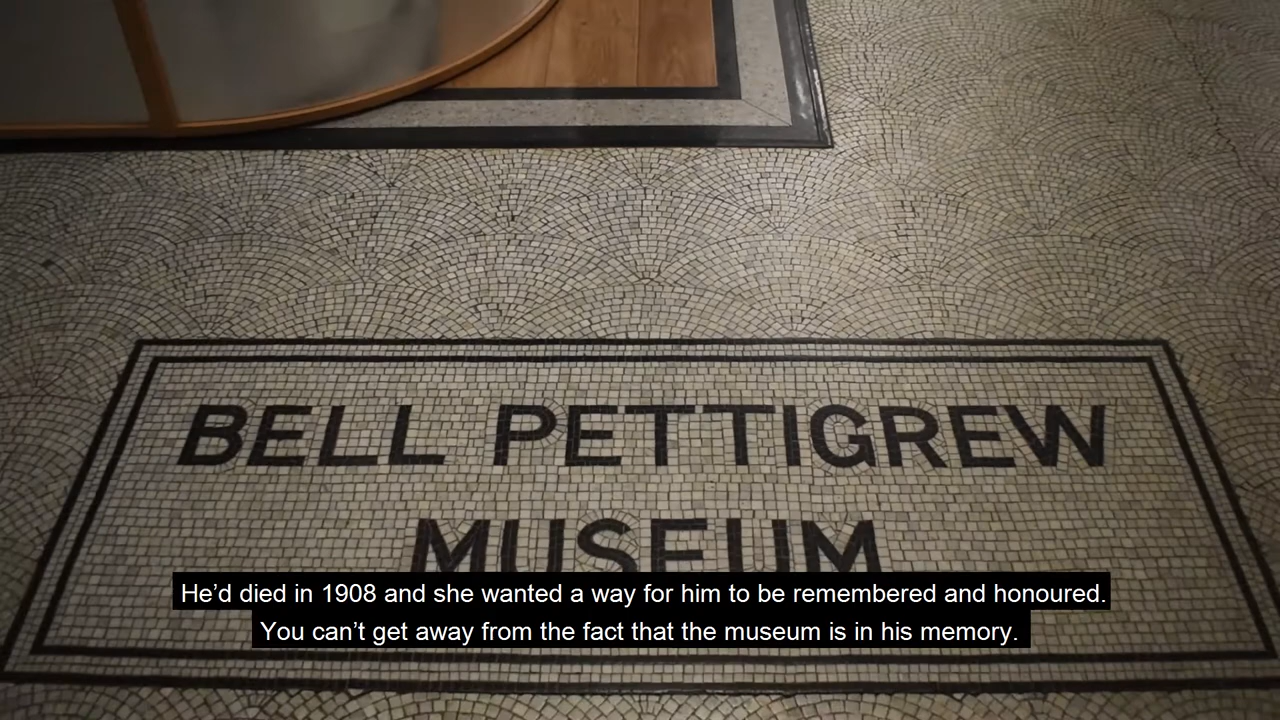 BELL PETTIGREW
MUSEUM
He’d died in 1908 and she wanted a way for him to be remembered and honoured.
You can’t get away from the fact that the museum is in his memory.